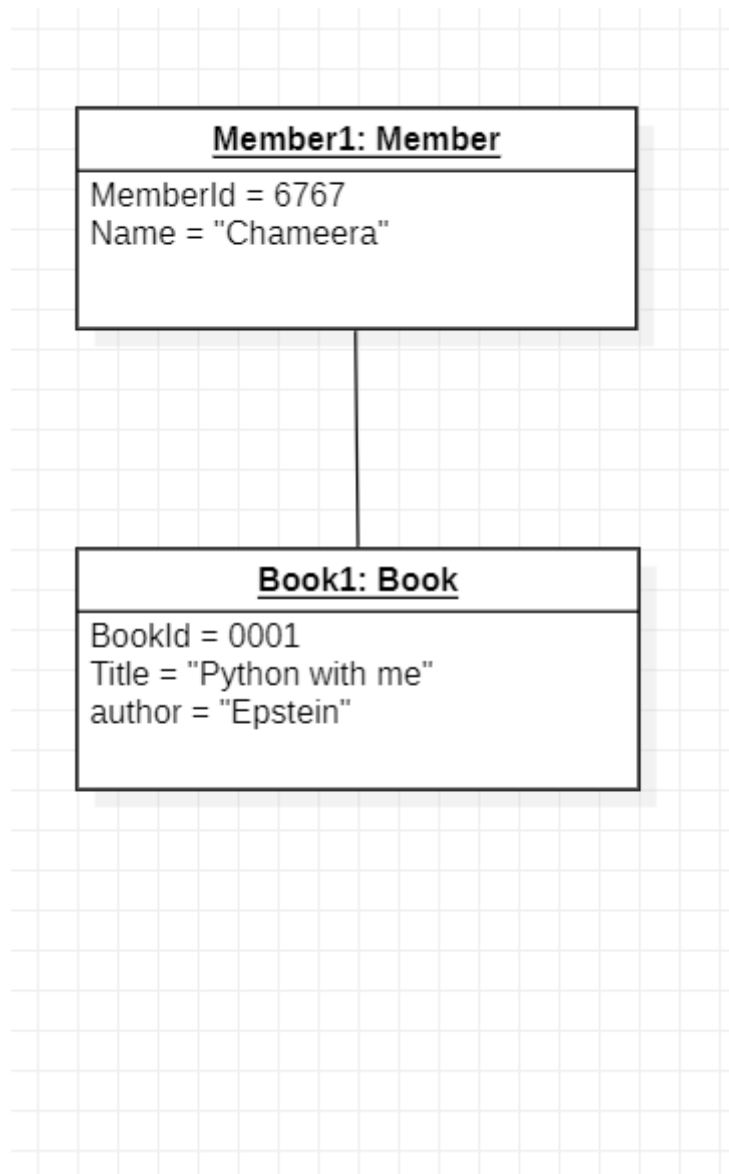 Member1: Member
MemberId = 6767
Name = "Chameera"
Book1: Book
BookId = 0001
Title = "Python with me"
author = "Epstein"